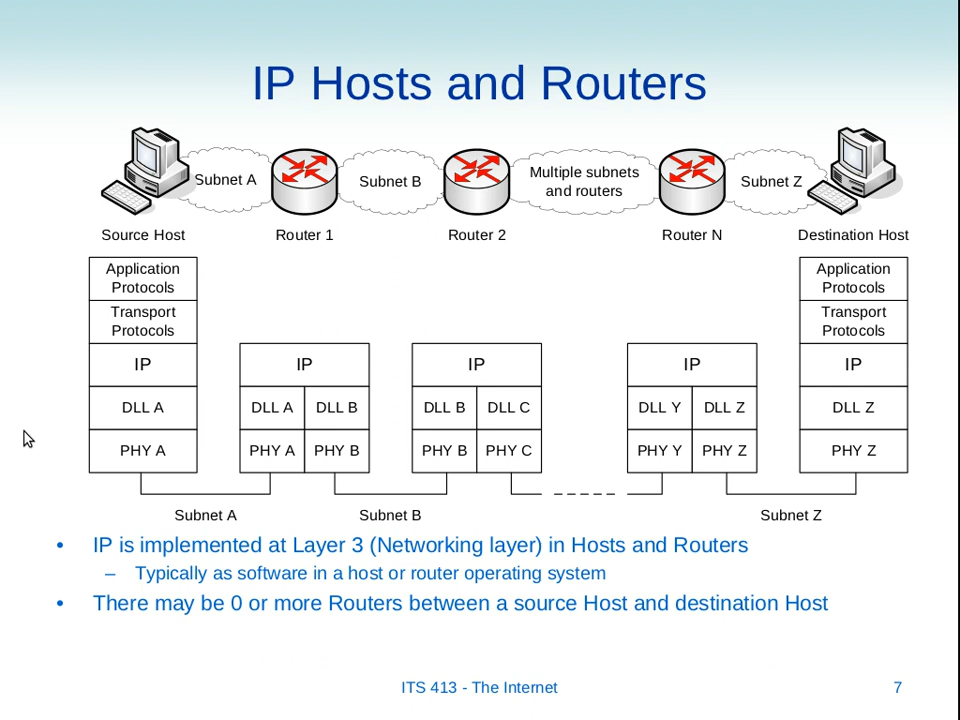 IP Hosts and Routers
Subnet A
Subnet B
Multiple subnets
and routers
Subnet Z
Source Host
Router 1
Router 2
Router N
Destination Host
Application
Protocols
Application
Protocols
Transport
Protocols
Transport
Protocols
IP
IP
IP
IP
IP
DLL A
DLL A
DLL B
DLL B
DLL C
DLL Y
DLL Z
DLL Z
PHY A
PHY A
PHY B
PHY B
PHY C
PHY Y
PHY Z
PHY Z
Subnet A
Subnet B
Subnet Z
• IP is implemented at Layer 3 (Networking layer) in Hosts and Routers
– Typically as software in a host or router operating system
• There may be 0 or more Routers between a source Host and destination Host
ITS 413 - The Internet
7